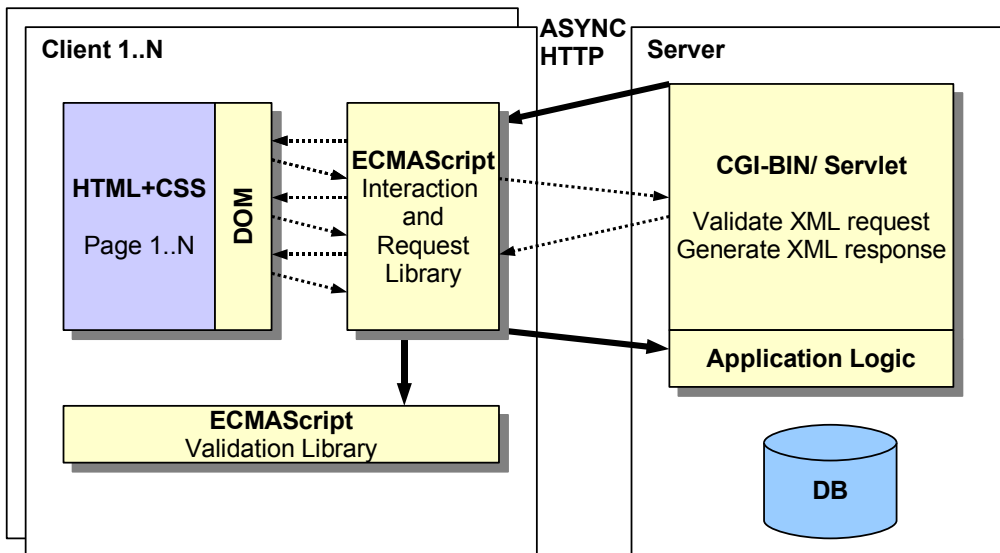 Client 1..N
ASYNC
HTTP
Server
HTML+CSS
Page 1..N
DOM
ECMAScript
Interaction
and
Request
Library
CGI-BIN/ Servlet
Validate XML request
Generate XML response
Application Logic
ECMAScript
Validation Library
DB